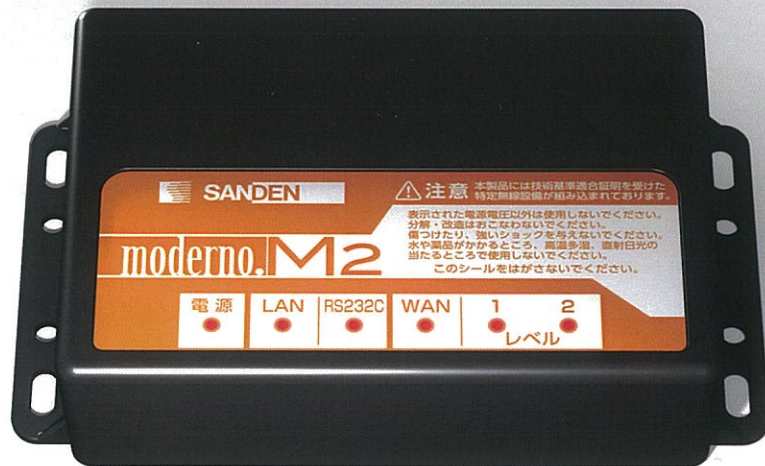 SANDEN
moderno.M2
⚠注意 本製品には技術基準適合証明を受けた
特定無線設備が組み込まれております。
表示された電源電圧以外は使用しないでください。
分解・改造はおこなわないでください。
傷つけたり、強いショックを与えないでください。
水や薬品がかかるところ、高温多湿、直射日光の
当たるところで使用しないでください。
このシールをはがさないでください。
電源 LAN RS232C WAN 1 2
レベル